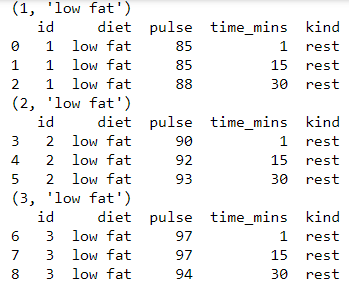 (1, 'low fat')
   id     diet  pulse  time_mins  kind
0   1  low fat     85          1  rest
1   1  low fat     85         15  rest
2   1  low fat     88         30  rest
(2, 'low fat')
   id     diet  pulse  time_mins  kind
3   2  low fat     90          1  rest
4   2  low fat     92         15  rest
5   2  low fat     93         30  rest
(3, 'low fat')
   id     diet  pulse  time_mins  kind
6   3  low fat     97          1  rest
7   3  low fat     97         15  rest
8   3  low fat     94         30  rest